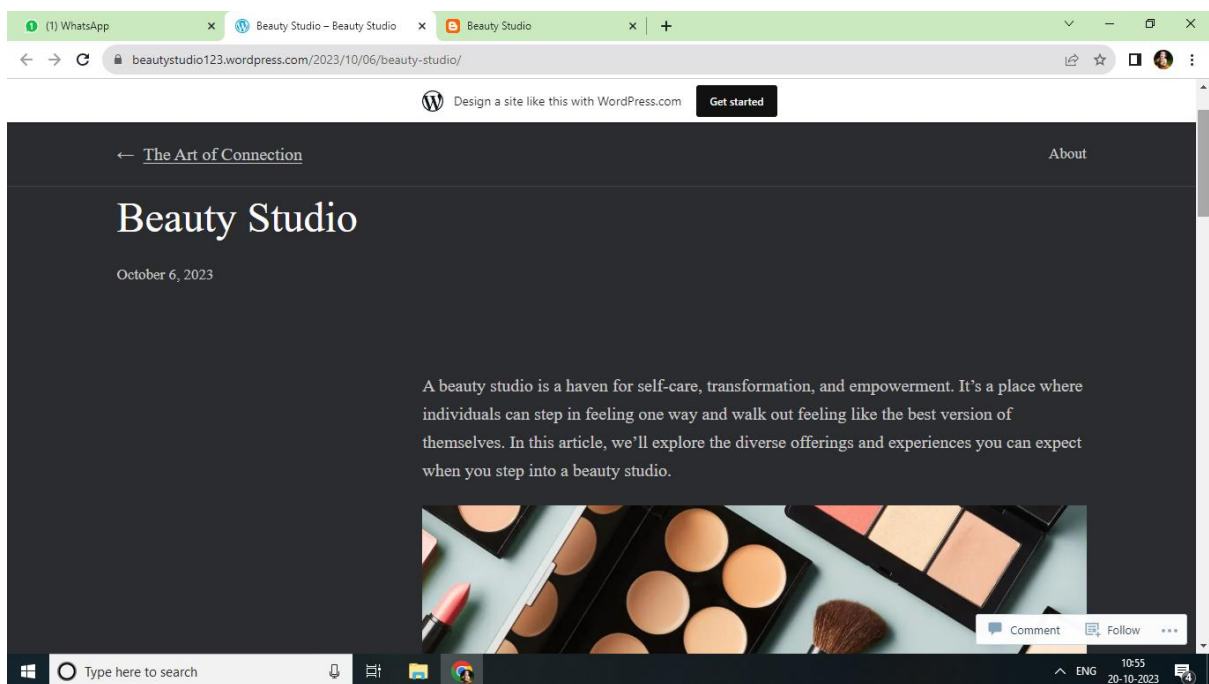 (1) WhatsApp
Beauty Studio – Beauty Studio
Beauty Studio
beautystudio123.wordpress.com/2023/10/06/beauty-studio/
Design a site like this with WordPress.com Get started
← The Art of Connection
About
Beauty Studio
October 6, 2023
A beauty studio is a haven for self-care, transformation, and empowerment. It’s a place where
individuals can step in feeling one way and walk out feeling like the best version of
themselves. In this article, we’ll explore the diverse offerings and experiences you can expect
when you step into a beauty studio.
Comment Follow
Type here to search
ENG
10:55
20-10-2023
4